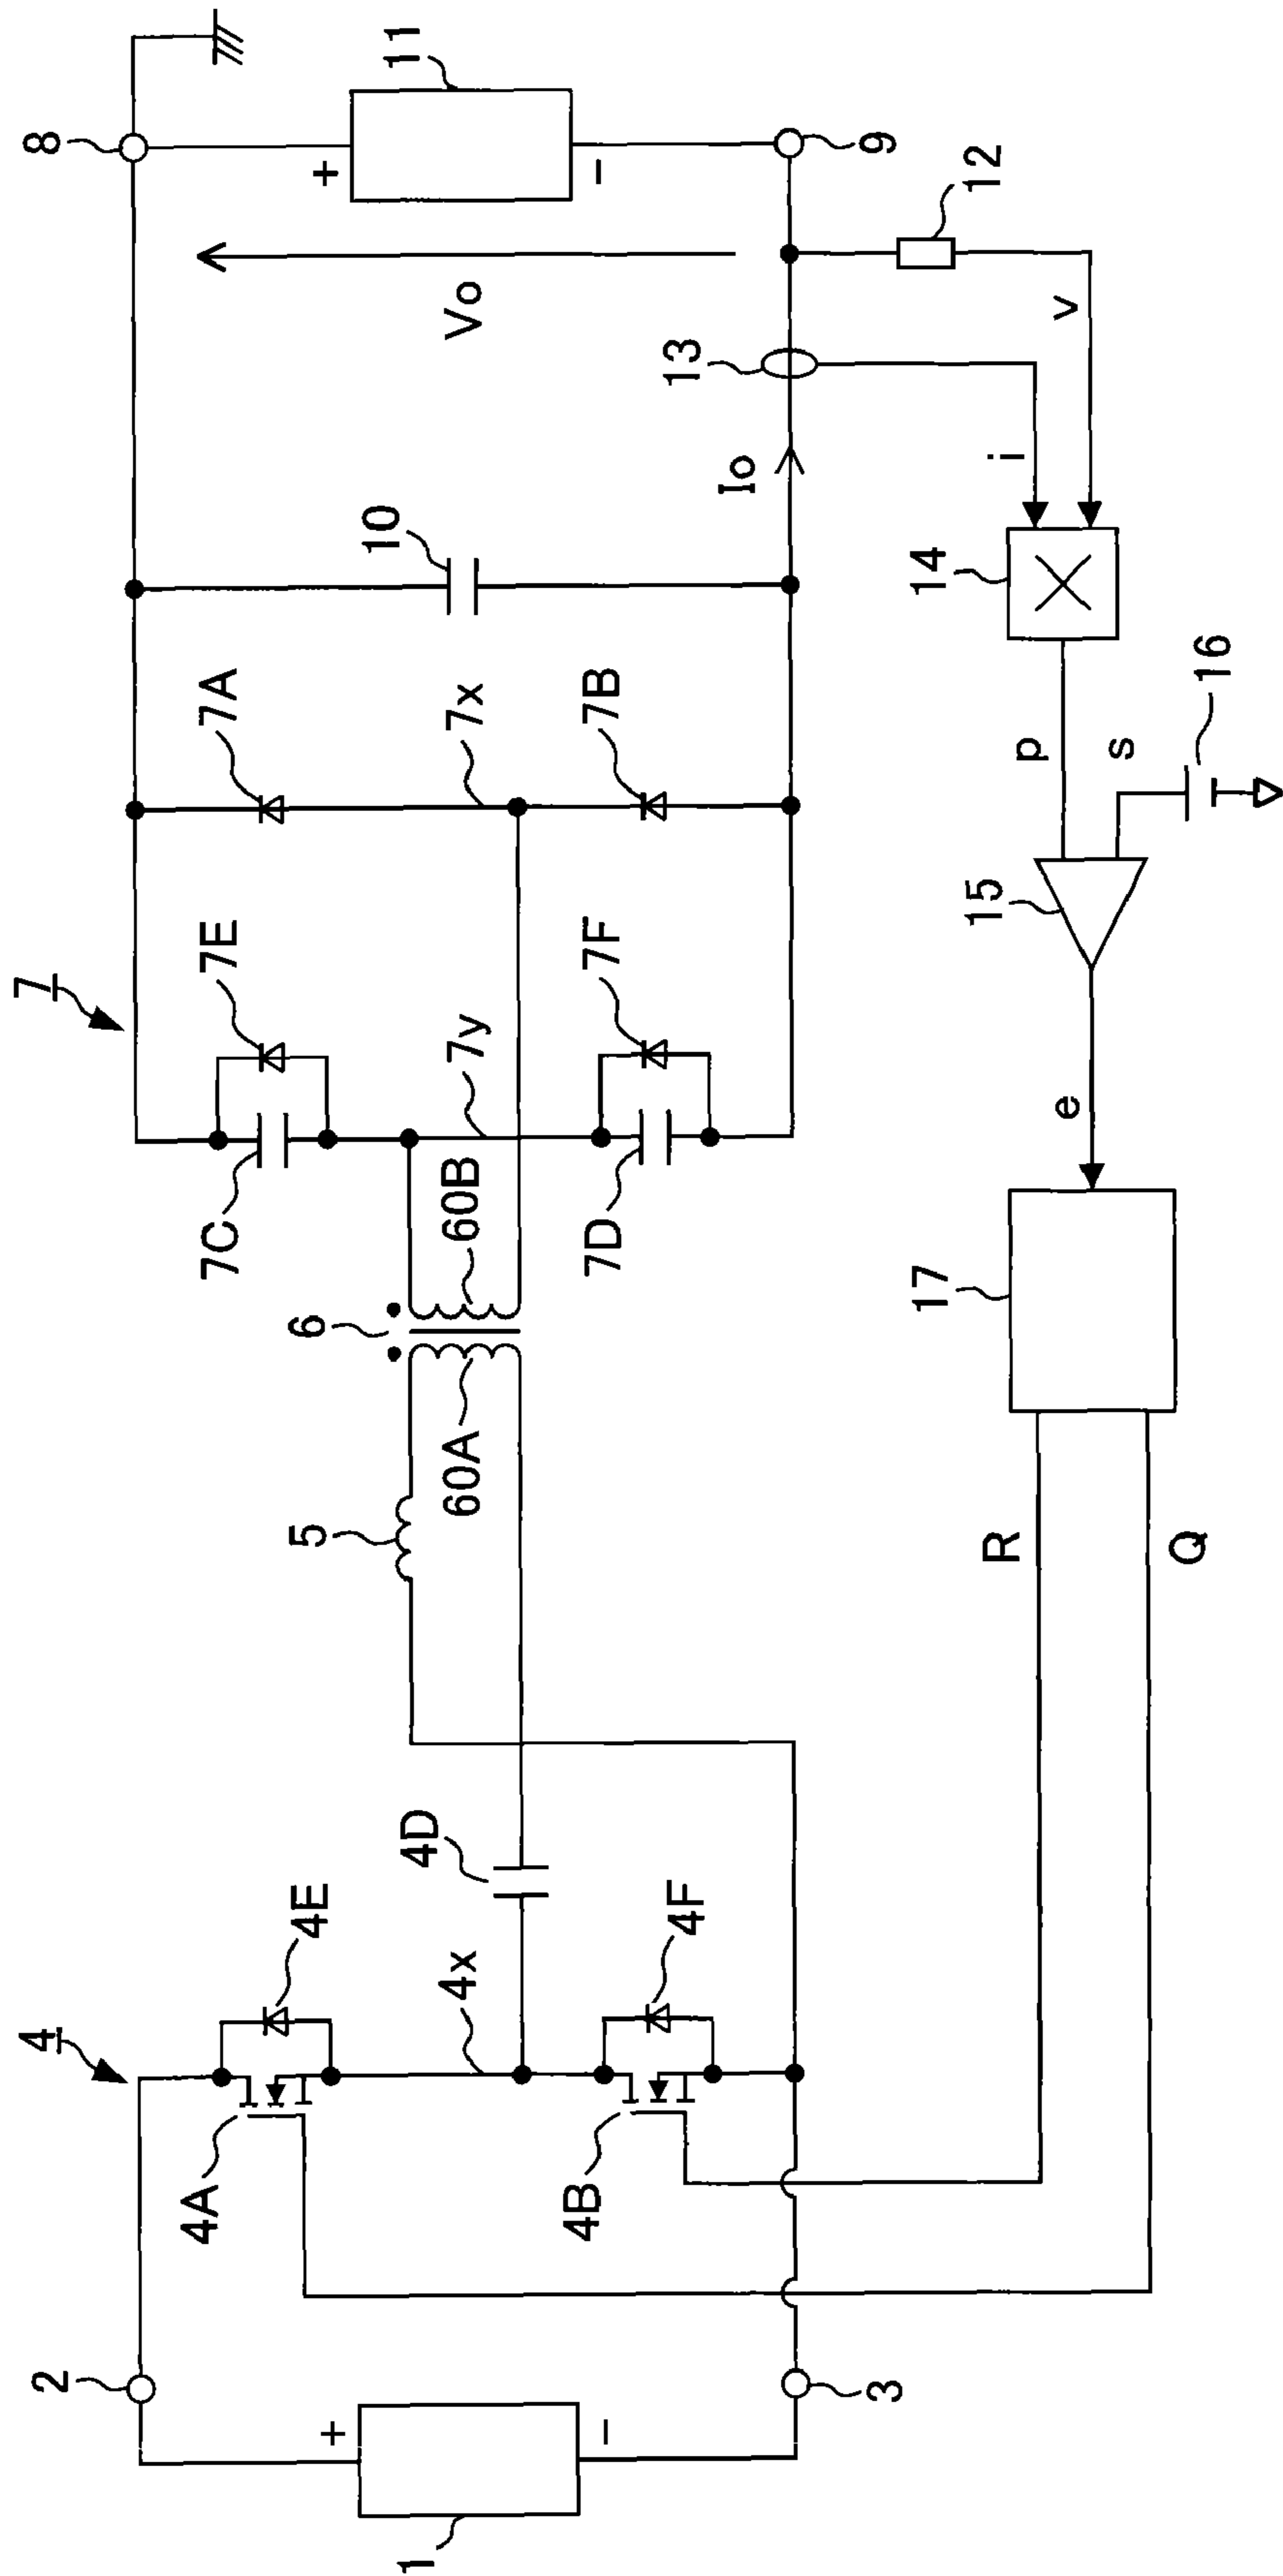 1
+
−
2
3
4
4A
4E
4x
4B
4F
4D
5
6
60A
60B
7
7C
7E
7y
7D
7F
7A
7x
7B
10
Vo
Io
8
+
11
−
9
13
12
i
v
14
p
s
16
15
e
17
R
Q